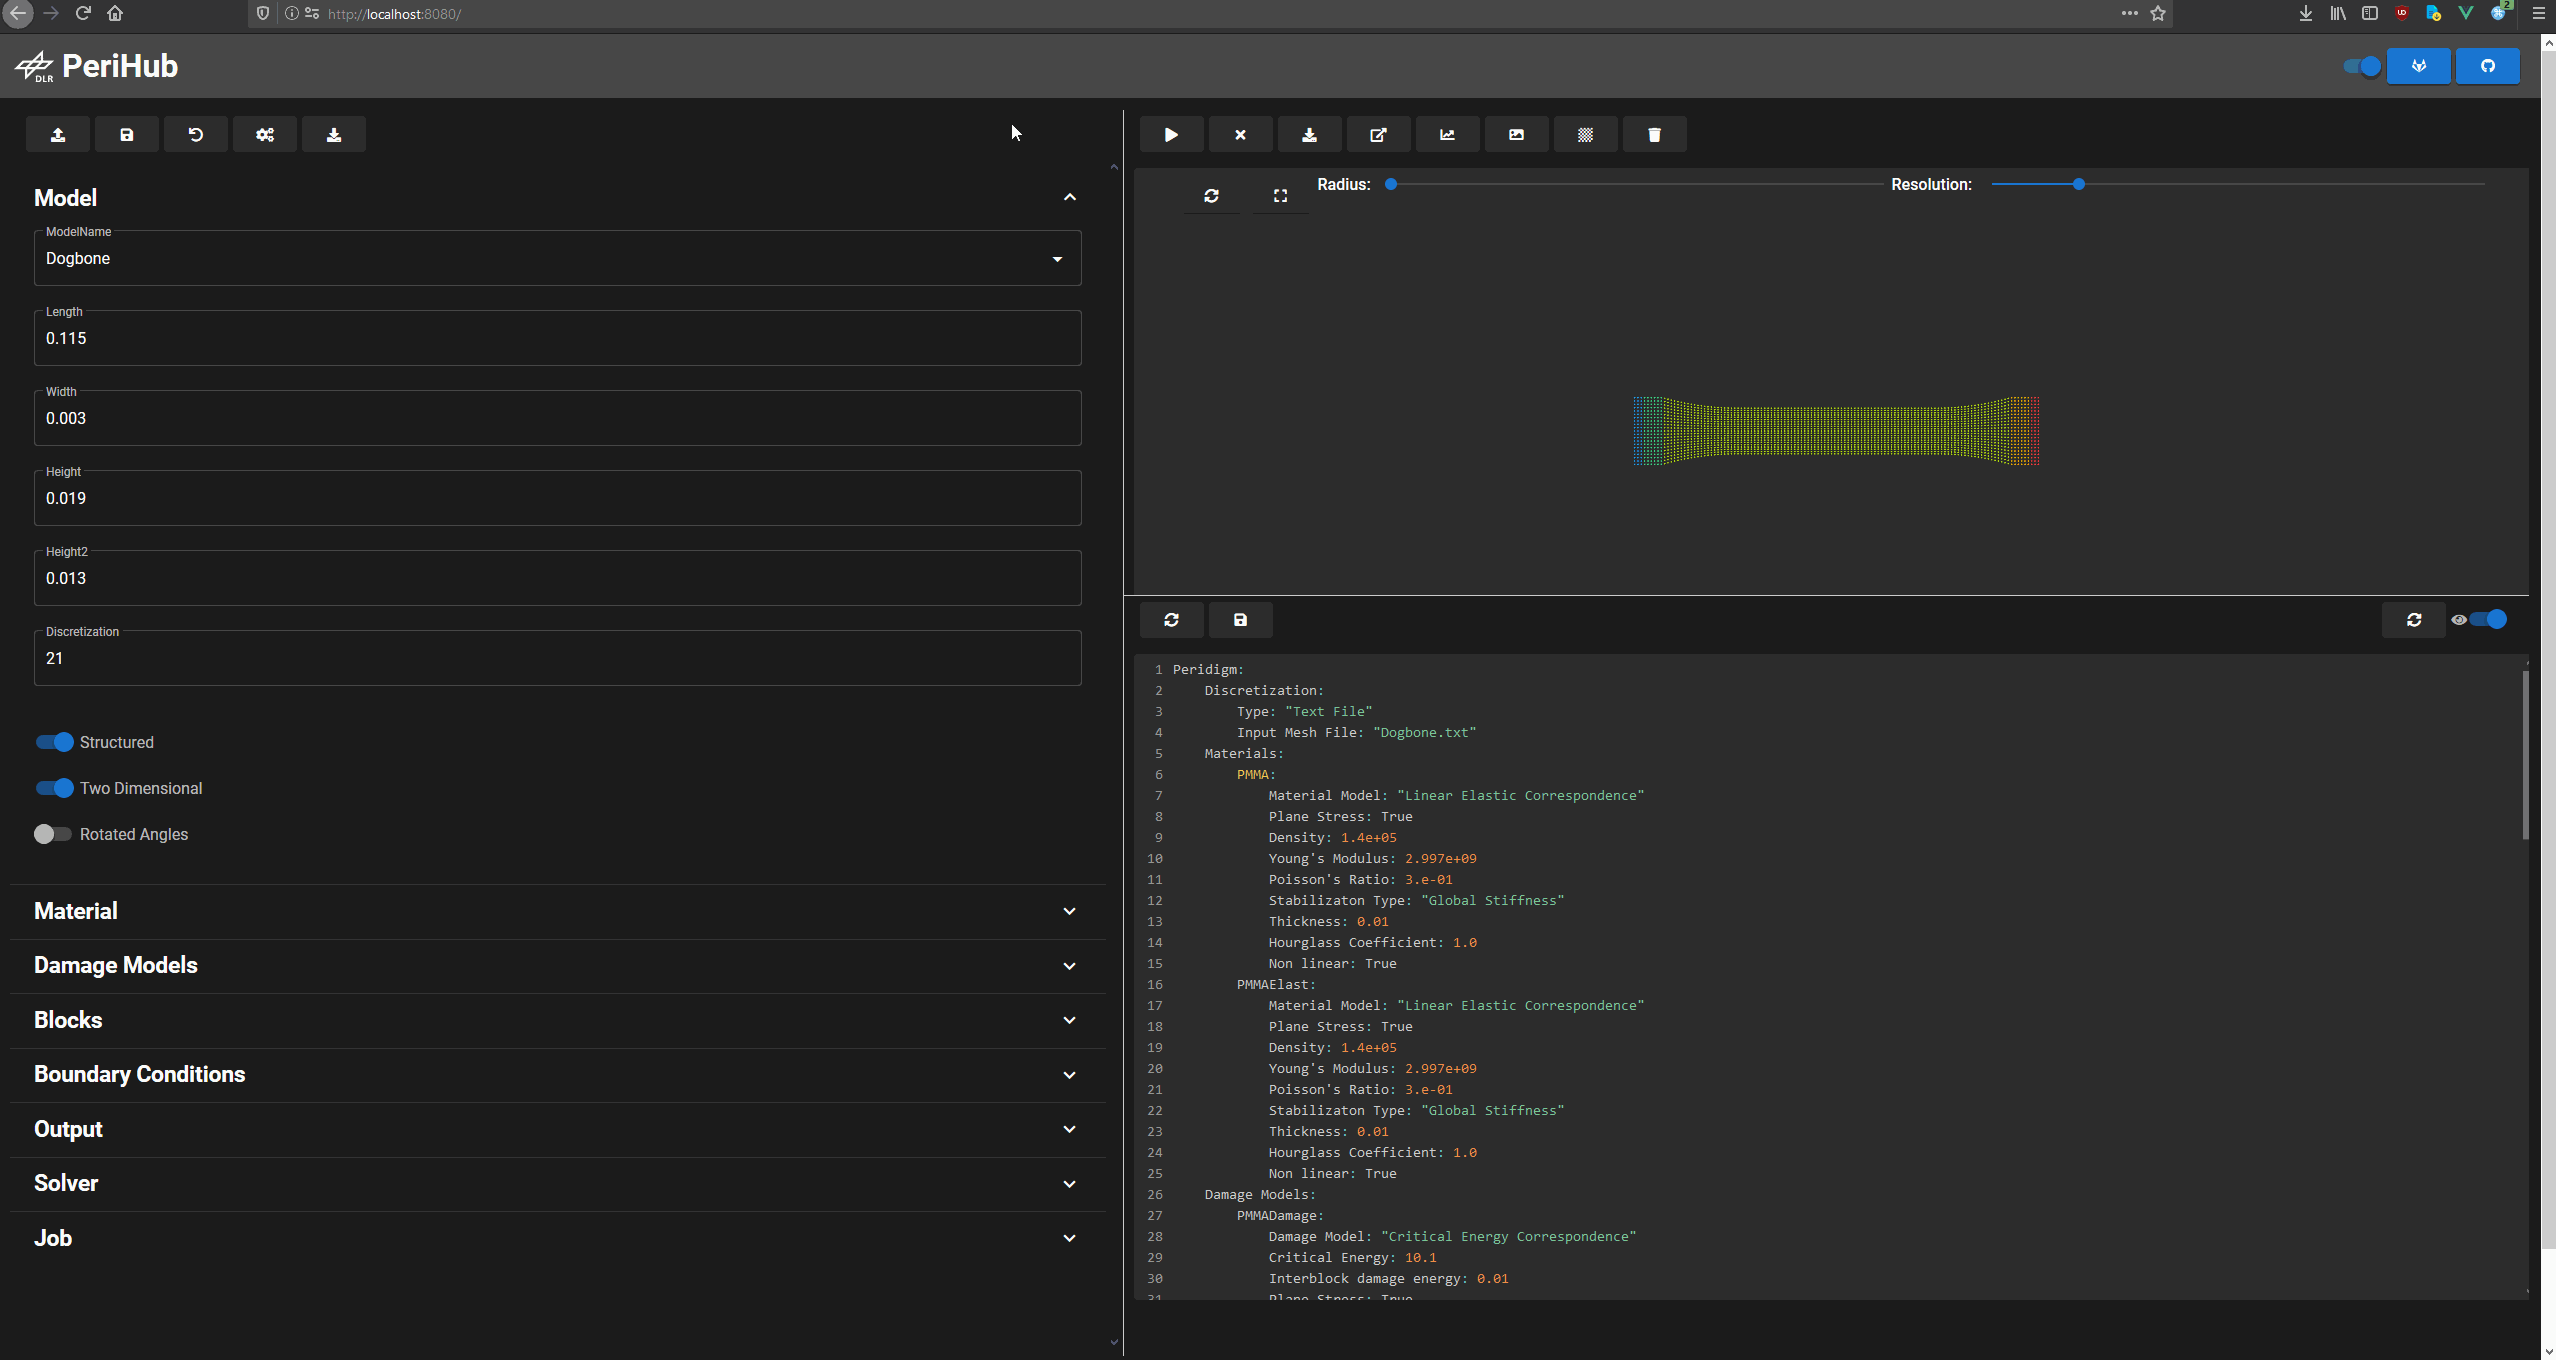 http://localhost:8080/
2
DLR PeriHub
Model
ModelName
Dogbone
Length
0.115
Width
0.003
Height
0.019
Height2
0.013
Discretization
21
Structured
Two Dimensional
Rotated Angles
Material
Damage Models
Blocks
Boundary Conditions
Output
Solver
Job
Radius:
Resolution:
1 Peridigm:
2 Discretization:
3 Type: "Text File"
4 Input Mesh File: "Dogbone.txt"
5 Materials:
6 PMMA:
7 Material Model: "Linear Elastic Correspondence"
8 Plane Stress: True
9 Density: 1.4e+05
10 Young's Modulus: 2.997e+09
11 Poisson's Ratio: 3.e-01
12 Stabilizaton Type: "Global Stiffness"
13 Thickness: 0.01
14 Hourglass Coefficient: 1.0
15 Non linear: True
16 PMMAElast:
17 Material Model: "Linear Elastic Correspondence"
18 Plane Stress: True
19 Density: 1.4e+05
20 Young's Modulus: 2.997e+09
21 Poisson's Ratio: 3.e-01
22 Stabilizaton Type: "Global Stiffness"
23 Thickness: 0.01
24 Hourglass Coefficient: 1.0
25 Non linear: True
26 Damage Models:
27 PMMADamage:
28 Damage Model: "Critical Energy Correspondence"
29 Critical Energy: 10.1
30 Interblock damage energy: 0.01
31 Plane Stress: True